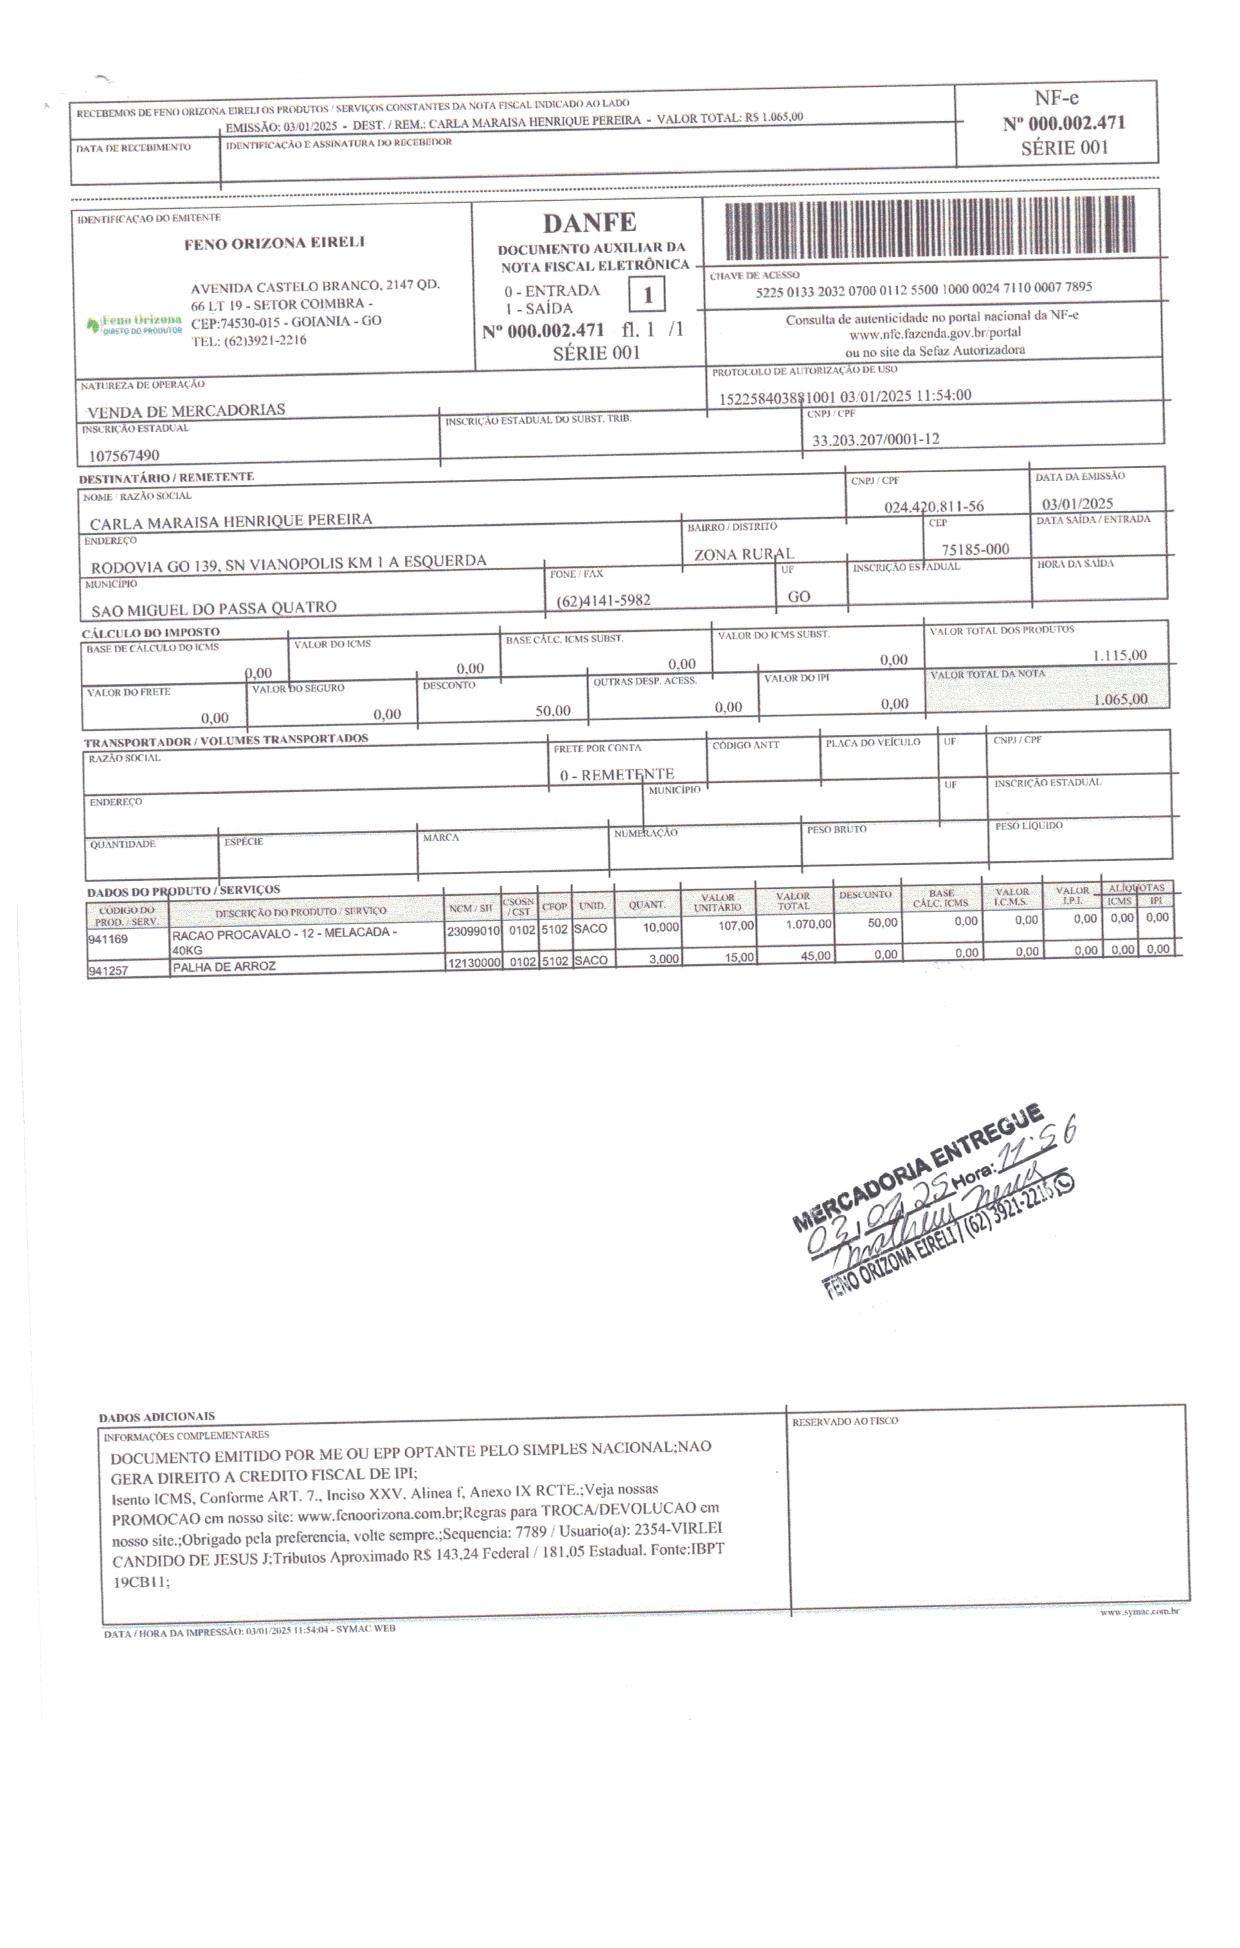 RECEBEMOS DE FENO ORIZONA EIRELI OS PRODUTOS / SERVIÇOS CONSTANTES DA NOTA FISCAL INDICADO AO LADO
EMISSÃO: 03/01/2025 - DEST. / REM.: CARLA MARAISA HENRIQUE PEREIRA - VALOR TOTAL: R$ 1.065,00
DATA DE RECEBIMENTO
IDENTIFICAÇÃO E ASSINATURA DO RECEBEDOR
NF-e
Nº 000.002.471
SÉRIE 001
IDENTIFICAÇÃO DO EMITENTE
FENO ORIZONA EIRELI
Feno Orizona
DIRETO DO PRODUTOR
AVENIDA CASTELO BRANCO, 2147 QD.
66 LT 19 - SETOR COIMBRA -
CEP:74530-015 - GOIANIA - GO
TEL: (62)3921-2216
DANFE
DOCUMENTO AUXILIAR DA
NOTA FISCAL ELETRÔNICA
0 - ENTRADA
1 - SAÍDA
1
Nº 000.002.471 fl. 1 /1
SÉRIE 001
CHAVE DE ACESSO
5225 0133 2032 0700 0112 5500 1000 0024 7110 0007 7895
Consulta de autenticidade no portal nacional da NF-e
www.nfe.fazenda.gov.br/portal
ou no site da Sefaz Autorizadora
NATUREZA DE OPERAÇÃO
VENDA DE MERCADORIAS
PROTOCOLO DE AUTORIZAÇÃO DE USO
152258403881001 03/01/2025 11:54:00
INSCRIÇÃO ESTADUAL
107567490
INSCRIÇÃO ESTADUAL DO SUBST. TRIB.
CNPJ / CPF
33.203.207/0001-12
DESTINATÁRIO / REMETENTE
NOME / RAZÃO SOCIAL
CARLA MARAISA HENRIQUE PEREIRA
CNPJ / CPF
024.420.811-56
DATA DA EMISSÃO
03/01/2025
ENDEREÇO
RODOVIA GO 139, SN VIANOPOLIS KM 1 A ESQUERDA
BAIRRO / DISTRITO
ZONA RURAL
CEP
75185-000
DATA SAÍDA / ENTRADA
MUNICÍPIO
SAO MIGUEL DO PASSA QUATRO
FONE / FAX
(62)4141-5982
UF
GO
INSCRIÇÃO ESTADUAL
HORA DA SAÍDA
CÁLCULO DO IMPOSTO
BASE DE CÁLCULO DO ICMS
0,00
VALOR DO ICMS
0,00
BASE CÁLC. ICMS SUBST.
0,00
VALOR DO ICMS SUBST.
0,00
VALOR TOTAL DOS PRODUTOS
1.115,00
VALOR DO FRETE
0,00
VALOR DO SEGURO
0,00
DESCONTO
50,00
OUTRAS DESP. ACESS.
0,00
VALOR DO IPI
0,00
VALOR TOTAL DA NOTA
1.065,00
TRANSPORTADOR / VOLUMES TRANSPORTADOS
RAZÃO SOCIAL
FRETE POR CONTA
0 - REMETENTE
CÓDIGO ANTT
PLACA DO VEÍCULO
UF
CNPJ / CPF
ENDEREÇO
MUNICÍPIO
UF
INSCRIÇÃO ESTADUAL
QUANTIDADE
ESPÉCIE
MARCA
NUMERAÇÃO
PESO BRUTO
PESO LÍQUIDO
DADOS DO PRODUTO / SERVIÇOS
CÓDIGO DO PROD. / SERV. DESCRIÇÃO DO PRODUTO / SERVIÇO NCM / SH CSOSN / CST CFOP UNID. QUANT. VALOR UNITÁRIO VALOR TOTAL DESCONTO BASE CÁLC. ICMS VALOR I.C.M.S. VALOR I.P.I. ALÍQUOTAS ICMS IPI
941169 RACAO PROCAVALO - 12 - MELACADA - 23099010 0102 5102 SACO 10,000 107,00 1.070,00 50,00 0,00 0,00 0,00 0,00 0,00
40KG
941257 PALHA DE ARROZ 12130000 0102 5102 SACO 3,000 15,00 45,00 0,00 0,00 0,00 0,00 0,00 0,00
MERCADORIA ENTREGUE
Hora: 11:56
FENO ORIZONA EIRELI / (62) 3921-2216
DADOS ADICIONAIS
INFORMAÇÕES COMPLEMENTARES
DOCUMENTO EMITIDO POR ME OU EPP OPTANTE PELO SIMPLES NACIONAL;NAO
GERA DIREITO A CREDITO FISCAL DE IPI;
Isento ICMS, Conforme ART. 7., Inciso XXV, Alinea f, Anexo IX RCTE.;Veja nossas
PROMOCAO em nosso site: www.fenoorizona.com.br;Regras para TROCA/DEVOLUCAO em
nosso site.;Obrigado pela preferencia, volte sempre.;Sequencia: 7789 / Usuario(a): 2354-VIRLEI
CANDIDO DE JESUS J;Tributos Aproximado R$ 143,24 Federal / 181,05 Estadual. Fonte:IBPT
19CB11;
RESERVADO AO FISCO
DATA / HORA DA IMPRESSÃO: 03/01/2025 11:54:04 - SYMAC WEB
www.symac.com.br